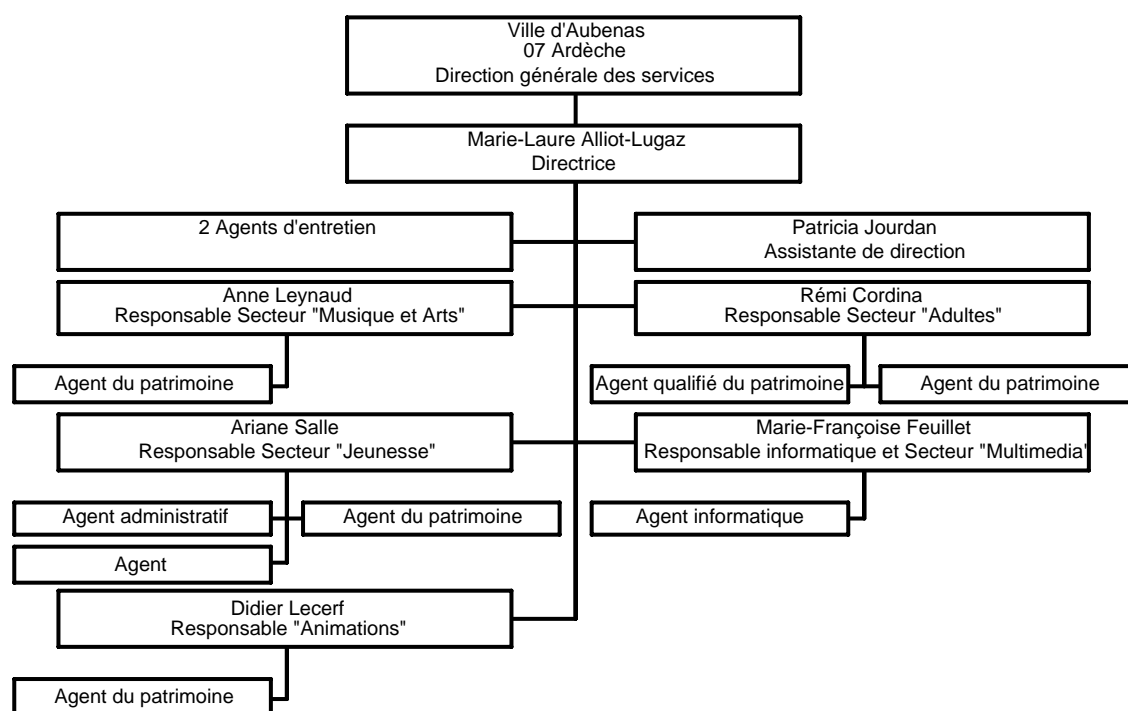 Ville d'Aubenas
07 Ardèche
Direction générale des services
Marie-Laure Alliot-Lugaz
Directrice
2 Agents d'entretien
Patricia Jourdan
Assistante de direction
Anne Leynaud
Responsable Secteur "Musique et Arts"
Rémi Cordina
Responsable Secteur "Adultes"
Agent du patrimoine
Agent qualifié du patrimoine
Agent du patrimoine
Ariane Salle
Responsable Secteur "Jeunesse"
Marie-Françoise Feuillet
Responsable informatique et Secteur "Multimedia"
Agent administratif
Agent du patrimoine
Agent informatique
Agent
Didier Lecerf
Responsable "Animations"
Agent du patrimoine